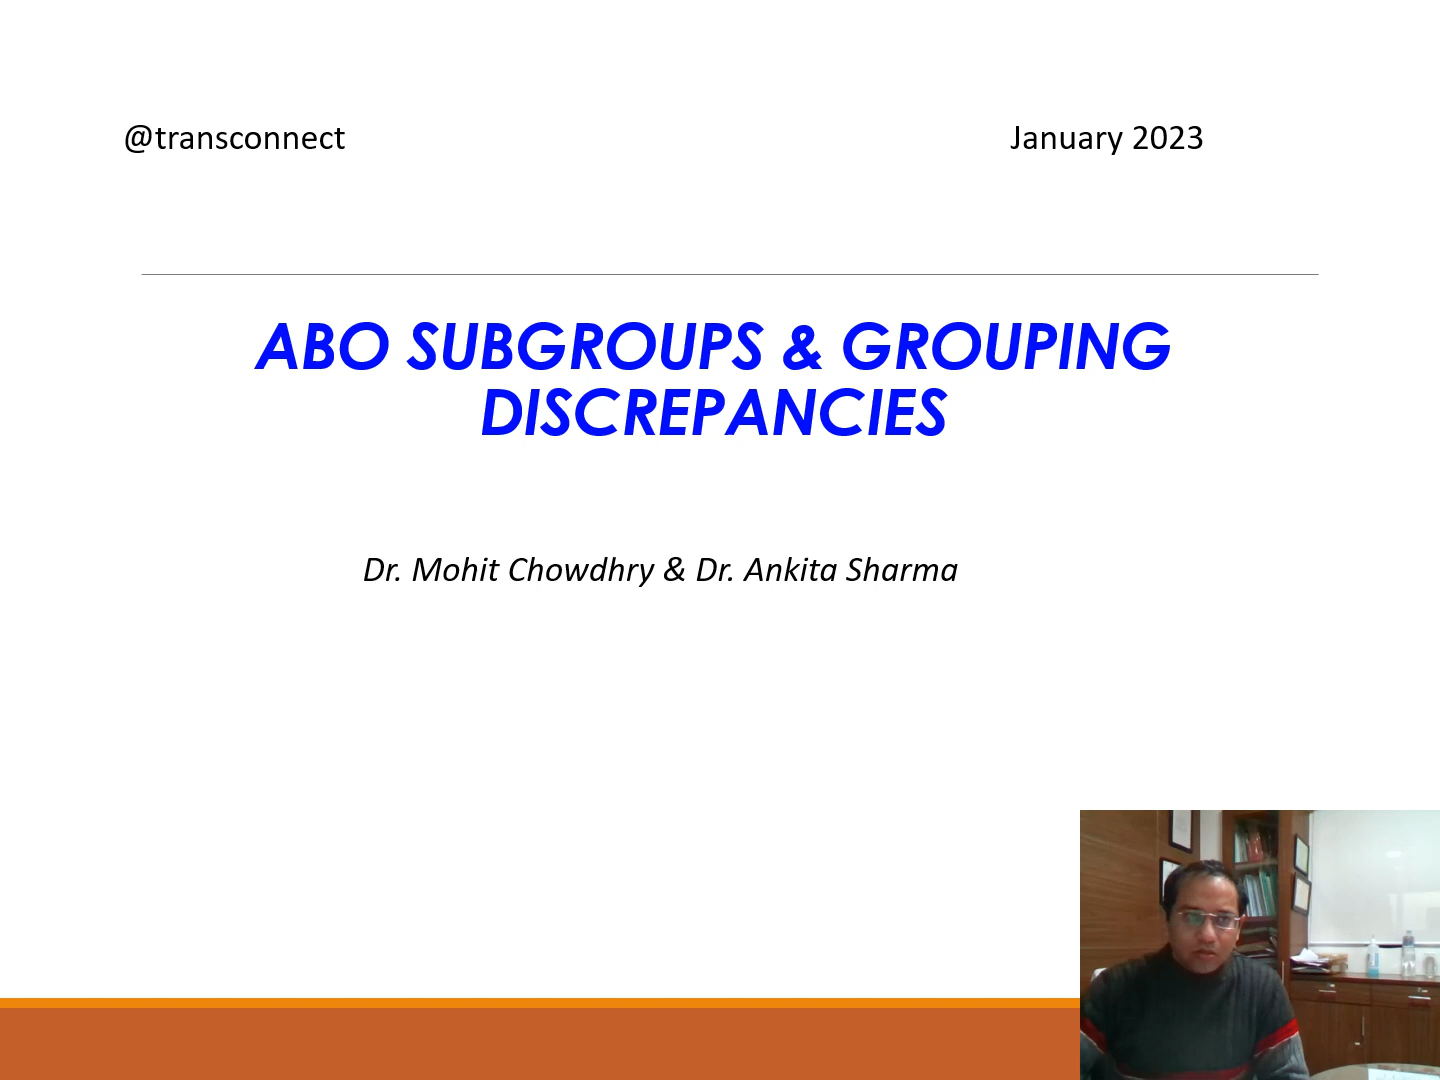 @transconnect
January 2023
ABO SUBGROUPS & GROUPING
DISCREPANCIES
Dr. Mohit Chowdhry & Dr. Ankita Sharma